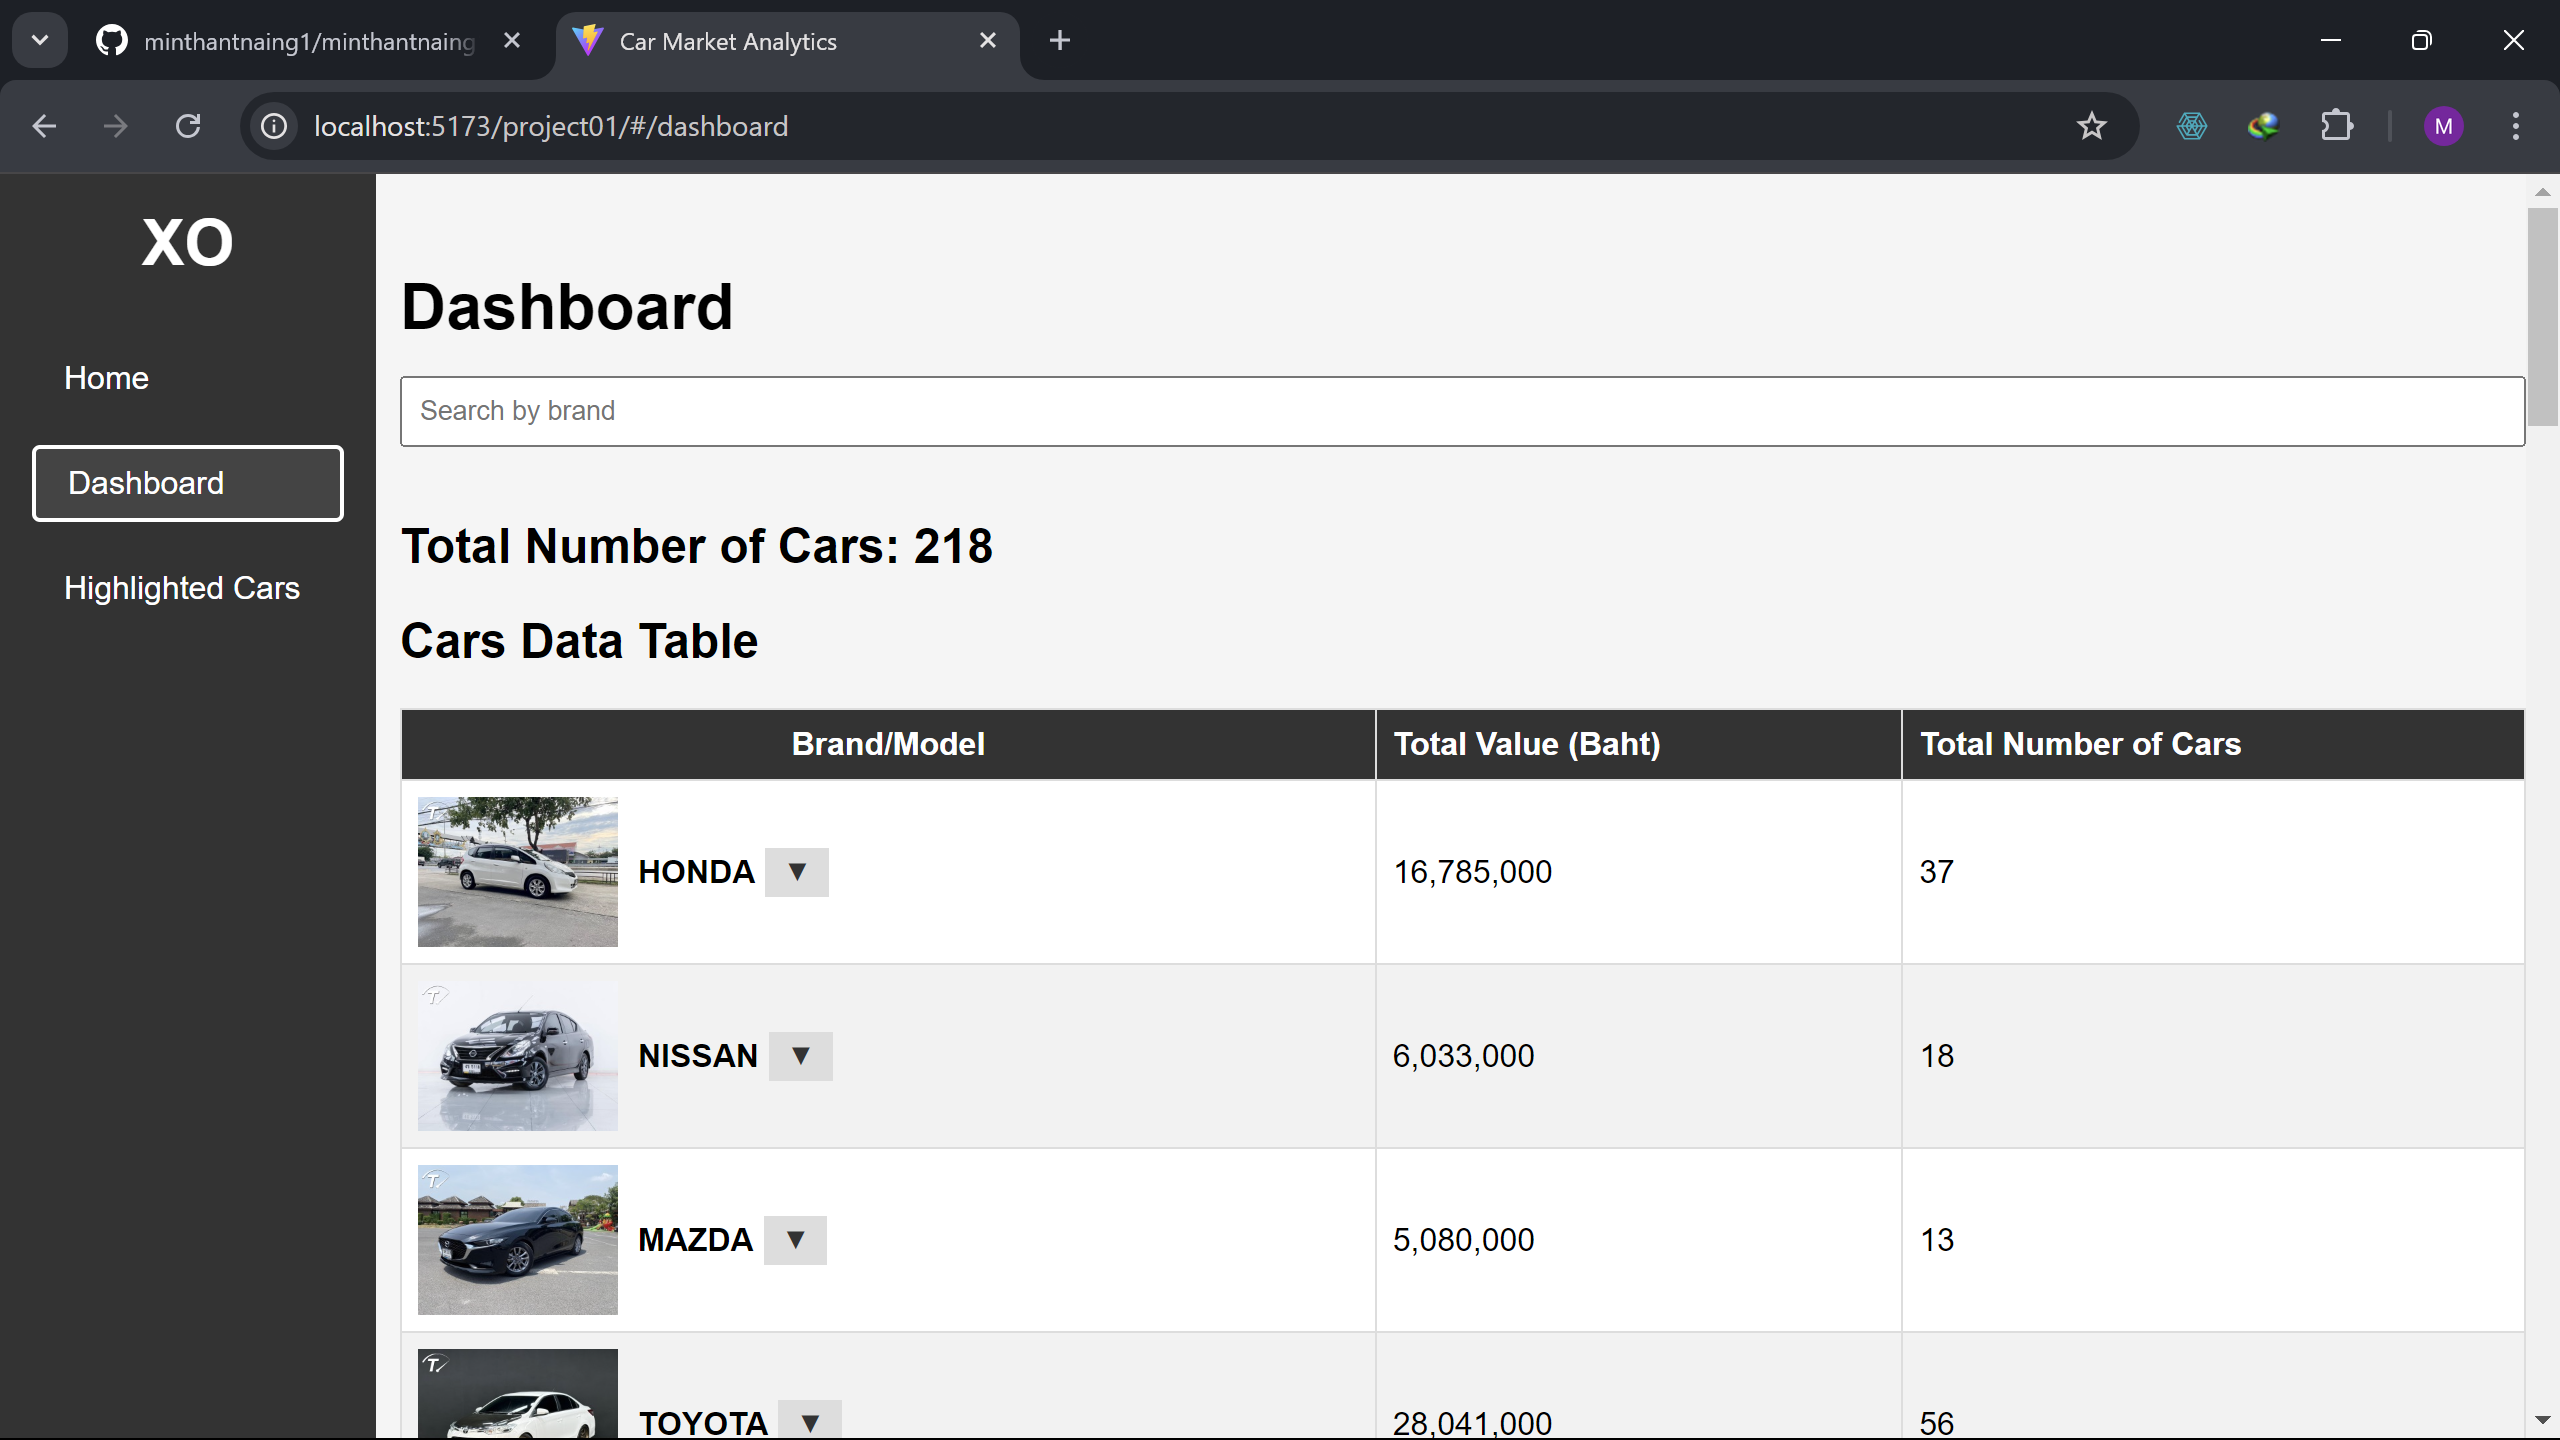 minthantnaing1/minthantnaing
Car Market Analytics
localhost:5173/project01/#/dashboard
M
XO
Home
Dashboard
Highlighted Cars
Dashboard
Search by brand
Total Number of Cars: 218
Cars Data Table
Brand/Model Total Value (Baht) Total Number of Cars
HONDA ▼ 16,785,000 37
NISSAN ▼ 6,033,000 18
MAZDA ▼ 5,080,000 13
TOYOTA ▼ 28,041,000 56